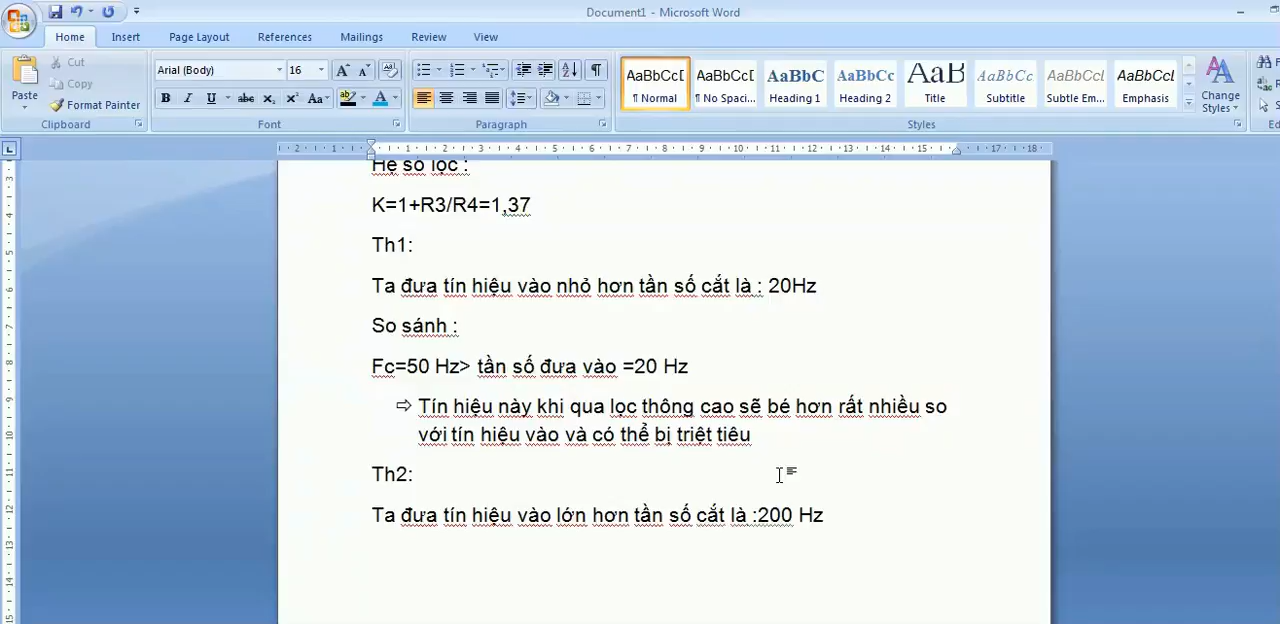 Document1 - Microsoft Word
Home Insert Page Layout References Mailings Review View
Paste
Cut
Copy
Format Painter
Clipboard
Arial (Body) 16
Font
Paragraph
AaBbCcD AaBbCcD AaBbC AaBbCc AaB AaBbCc AaBbCcL AaBbCcL
¶ Normal ¶ No Spaci... Heading 1 Heading 2 Title Subtitle Subtle Em... Emphasis
Change Styles
Styles
Hệ số lọc :
K=1+R3/R4=1,37
Th1:
Ta đưa tín hiệu vào nhỏ hơn tần số cắt là : 20Hz
So sánh :
Fc=50 Hz> tần số đưa vào =20 Hz
⇨ Tín hiệu này khi qua lọc thông cao sẽ bé hơn rất nhiều so
với tín hiệu vào và có thể bị triệt tiêu
Th2:
Ta đưa tín hiệu vào lớn hơn tần số cắt là :200 Hz